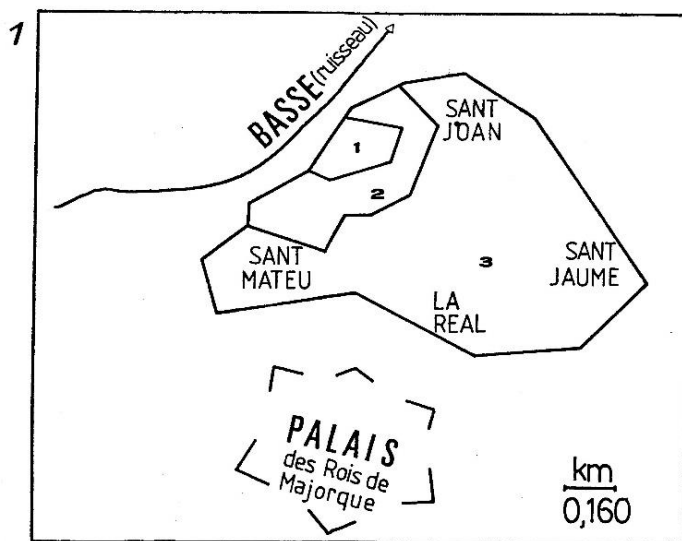 1
BASSE (ruisseau)
SANT
JOAN
1
2
SANT
MATEU
3
SANT
JAUME
LA
REAL
PALAIS
des Rois de
Majorque
km
0,160